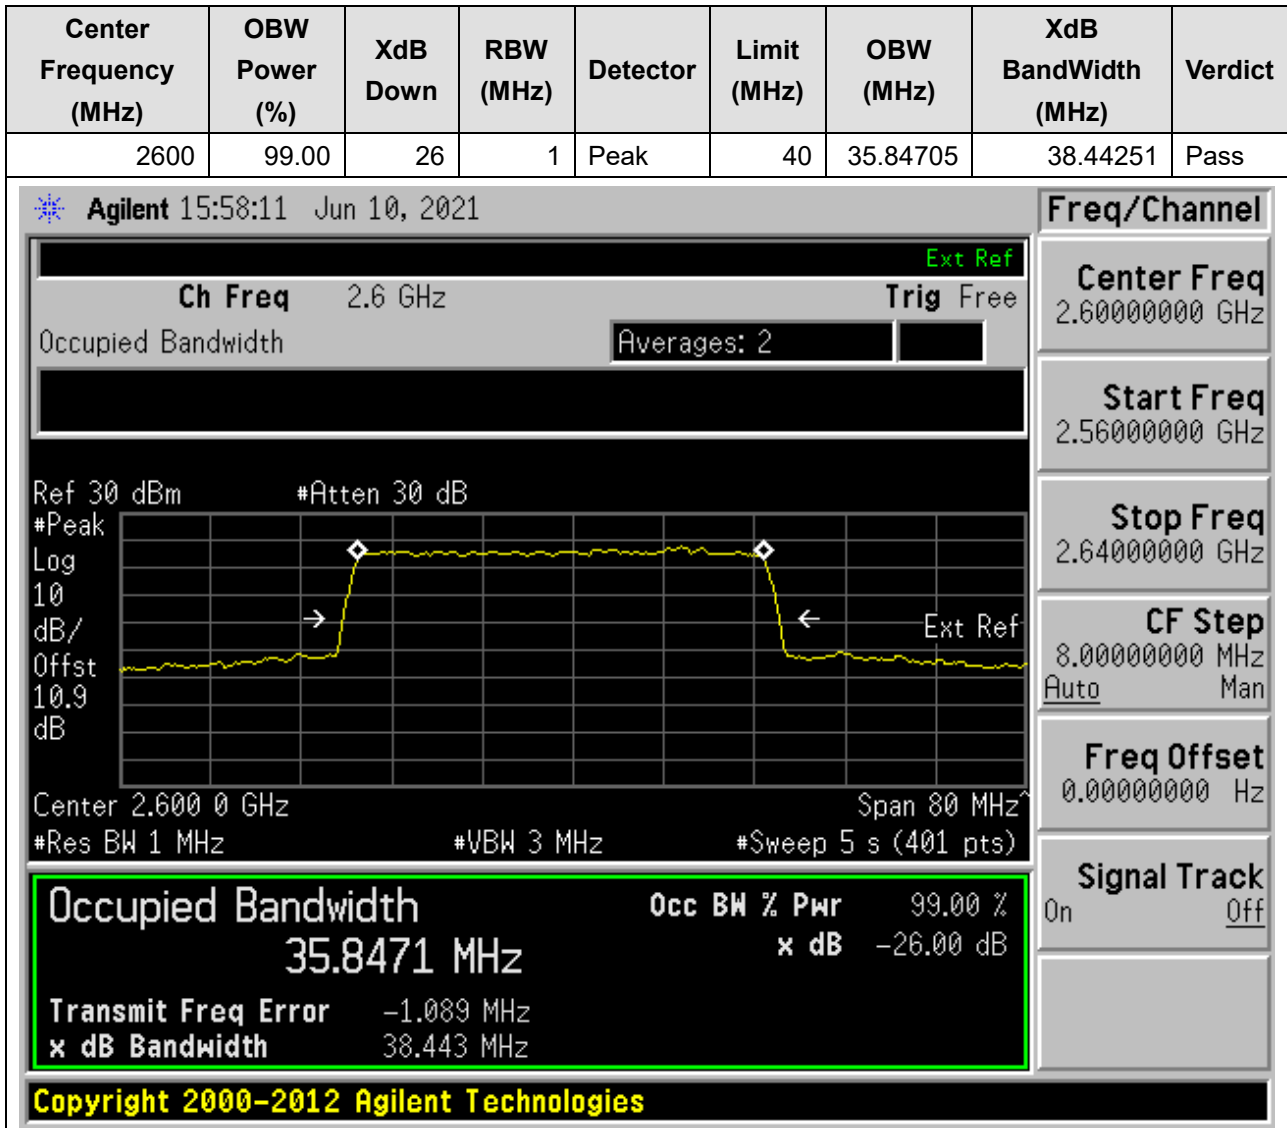 Center Frequency (MHz) OBW Power (%) XdB Down RBW (MHz) Detector Limit (MHz) OBW (MHz) XdB BandWidth (MHz) Verdict
2600 99.00 26 1 Peak 40 35.84705 38.44251 Pass
Agilent 15:58:11 Jun 10, 2021
Freq/Channel
Ext Ref
Ch Freq 2.6 GHz Trig Free
Occupied Bandwidth Averages: 2
Center Freq
2.60000000 GHz
Start Freq
2.56000000 GHz
Stop Freq
2.64000000 GHz
CF Step
8.00000000 MHz
Auto Man
Freq Offset
0.00000000 Hz
Signal Track
On Off
Ref 30 dBm #Atten 30 dB
#Peak
Log
10
dB/
Offst
10.9
dB
Ext Ref
Center 2.600 0 GHz Span 80 MHz^
#Res BW 1 MHz #VBW 3 MHz #Sweep 5 s (401 pts)
Occupied Bandwidth
35.8471 MHz
Occ BW % Pwr 99.00 %
x dB -26.00 dB
Transmit Freq Error -1.089 MHz
x dB Bandwidth 38.443 MHz
Copyright 2000-2012 Agilent Technologies